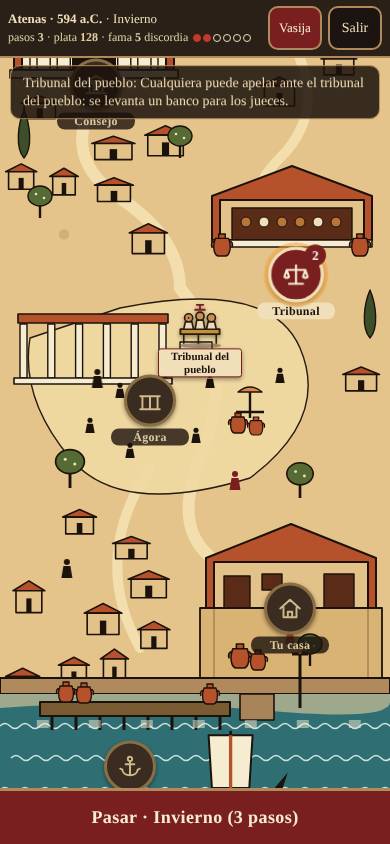 Atenas · 594 a.C. · Invierno
pasos 3 · plata 128 · fama 5 discordia
Vasija
Salir
Tribunal del pueblo: Cualquiera puede apelar ante el tribunal
del pueblo: se levanta un banco para los jueces.
Consejo
2
Tribunal
Tribunal del
pueblo
Ágora
Tu casa
Pasar · Invierno (3 pasos)